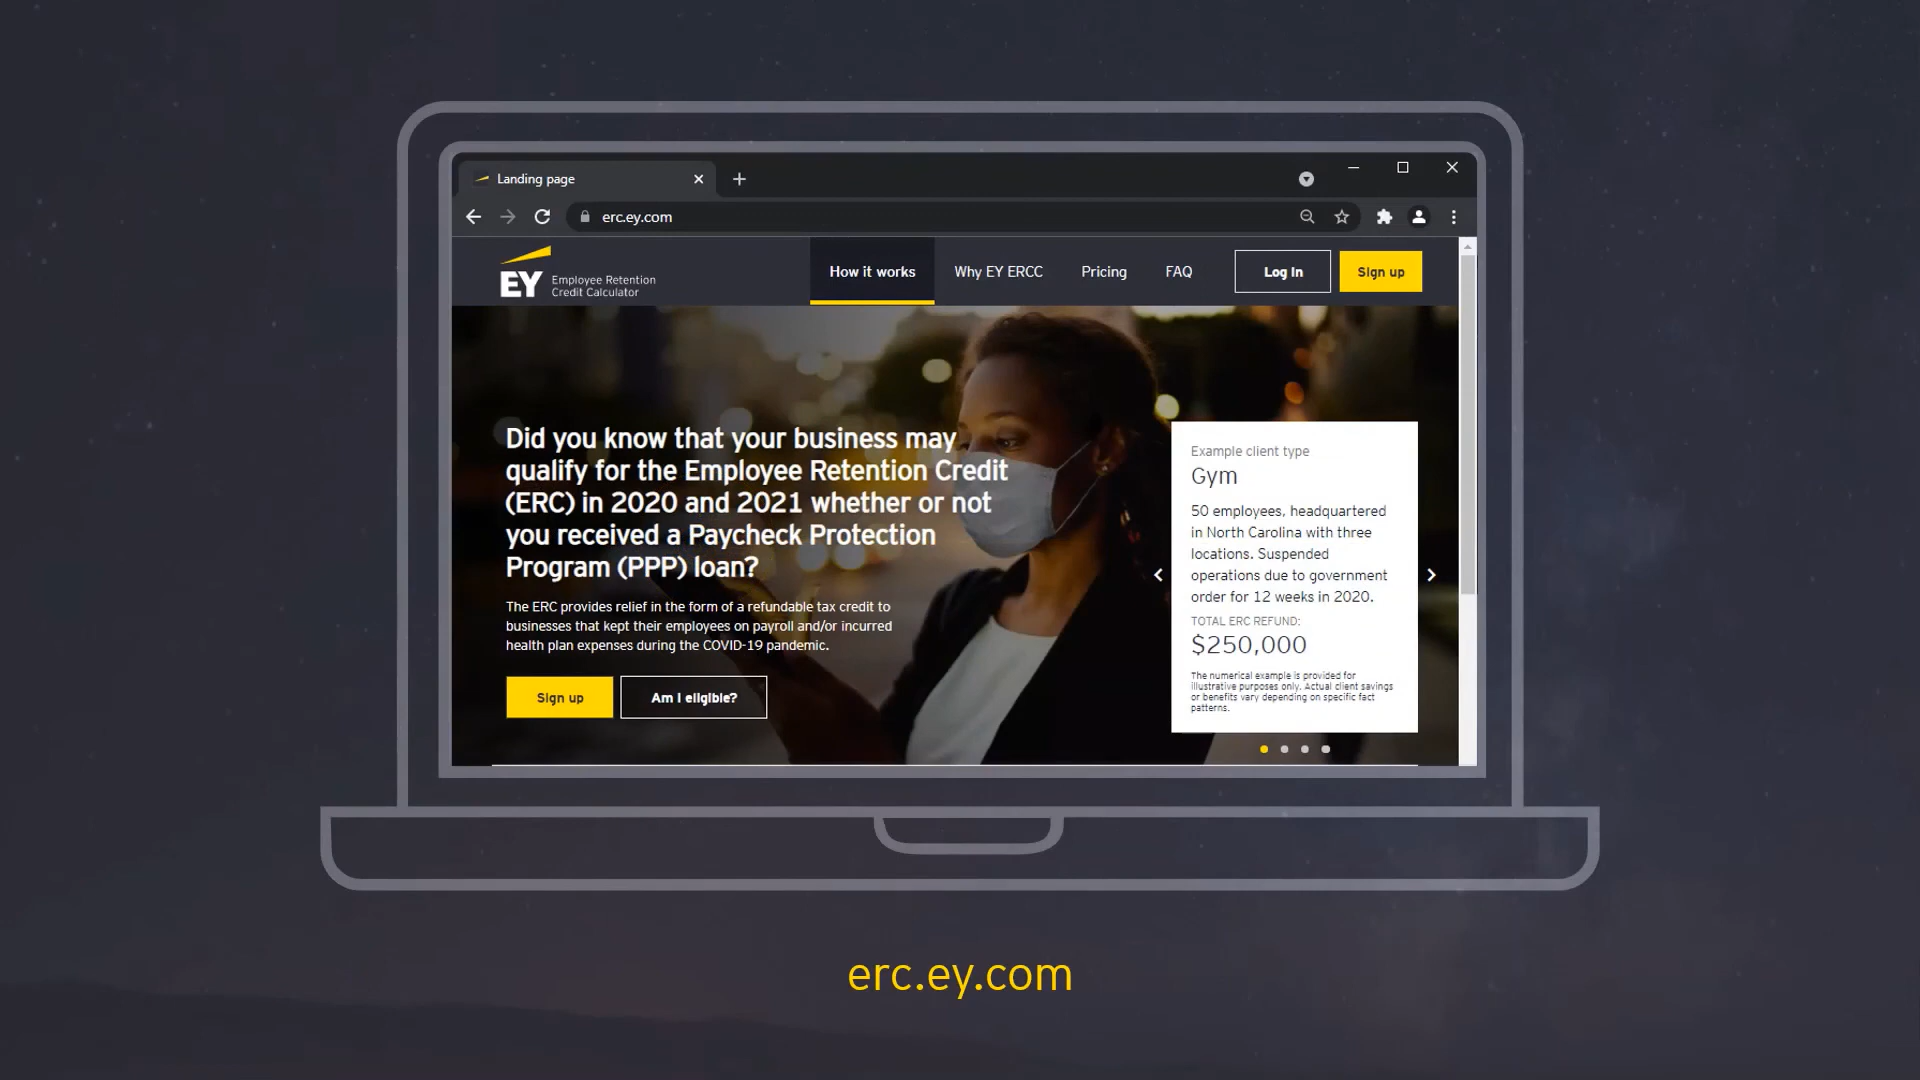 Landing page
erc.ey.com
EY
Employee Retention
Credit Calculator
How it works
Why EY ERCC
Pricing
FAQ
Log In
Sign up
Did you know that your business may
qualify for the Employee Retention Credit
(ERC) in 2020 and 2021 whether or not
you received a Paycheck Protection
Program (PPP) loan?
The ERC provides relief in the form of a refundable tax credit to
businesses that kept their employees on payroll and/or incurred
health plan expenses during the COVID-19 pandemic.
Sign up
Am I eligible?
Example client type
Gym
50 employees, headquartered
in North Carolina with three
locations. Suspended
operations due to government
order for 12 weeks in 2020.
TOTAL ERC REFUND:
$250,000
The numerical example is provided for
illustrative purposes only. Actual client savings
or benefits vary depending on specific fact
patterns.
erc.ey.com